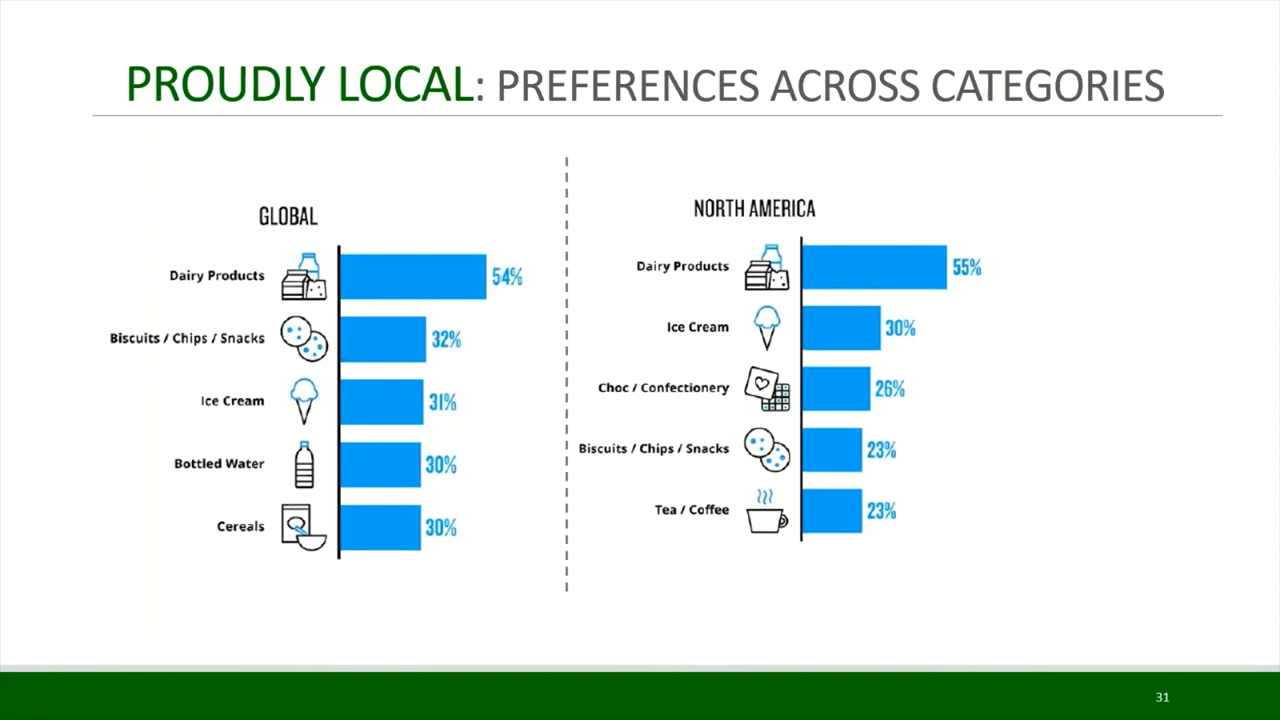 PROUDLY LOCAL: PREFERENCES ACROSS CATEGORIES
GLOBAL
Dairy Products 54%
Biscuits / Chips / Snacks 32%
Ice Cream 31%
Bottled Water 30%
Cereals 30%
NORTH AMERICA
Dairy Products 55%
Ice Cream 30%
Choc / Confectionery 26%
Biscuits / Chips / Snacks 23%
Tea / Coffee 23%
31